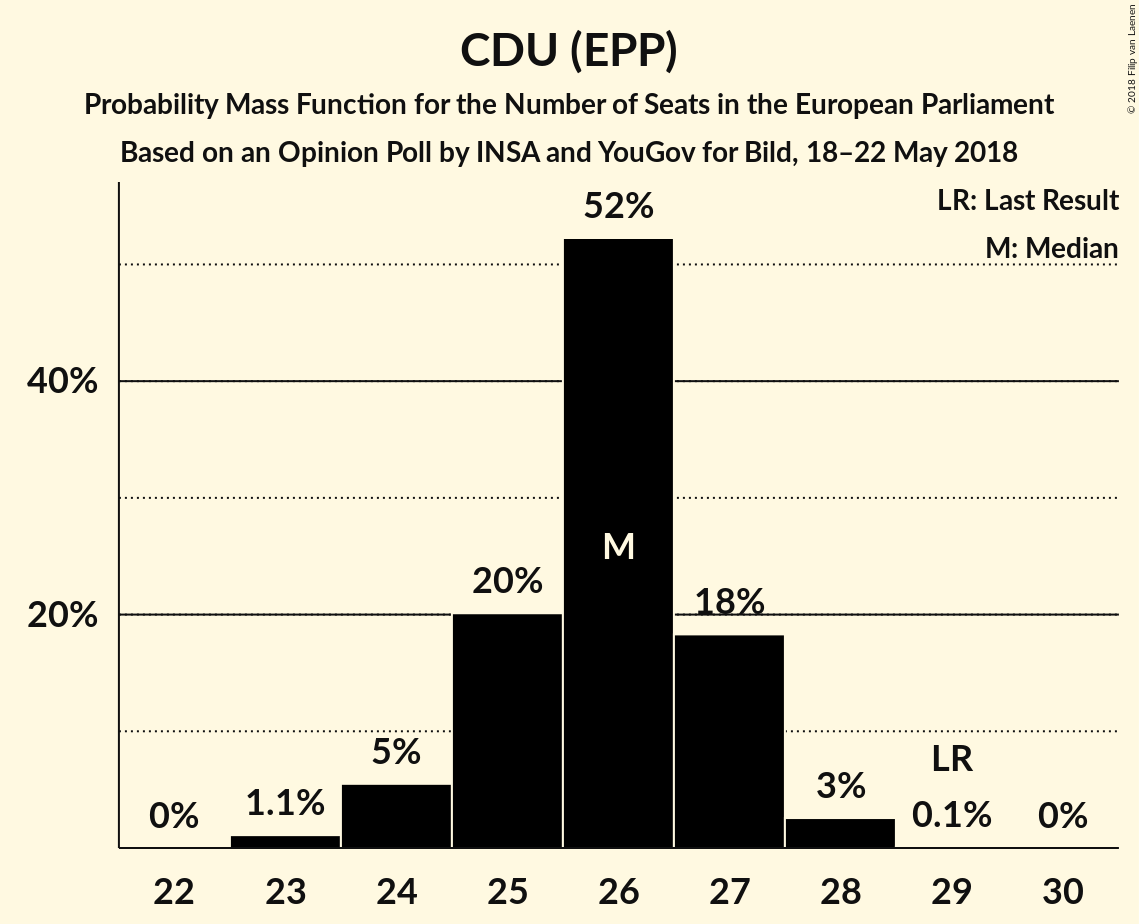 CDU (EPP)
Probability Mass Function for the Number of Seats in the European Parliament
Based on an Opinion Poll by INSA and YouGov for Bild, 18–22 May 2018
© 2018 Filip van Laenen
LR: Last Result
M: Median
52%
40%
M
20%
18%
20%
5%
LR
3%
1.1%
0%
0.1%
0%
22 23 24 25 26 27 28 29 30